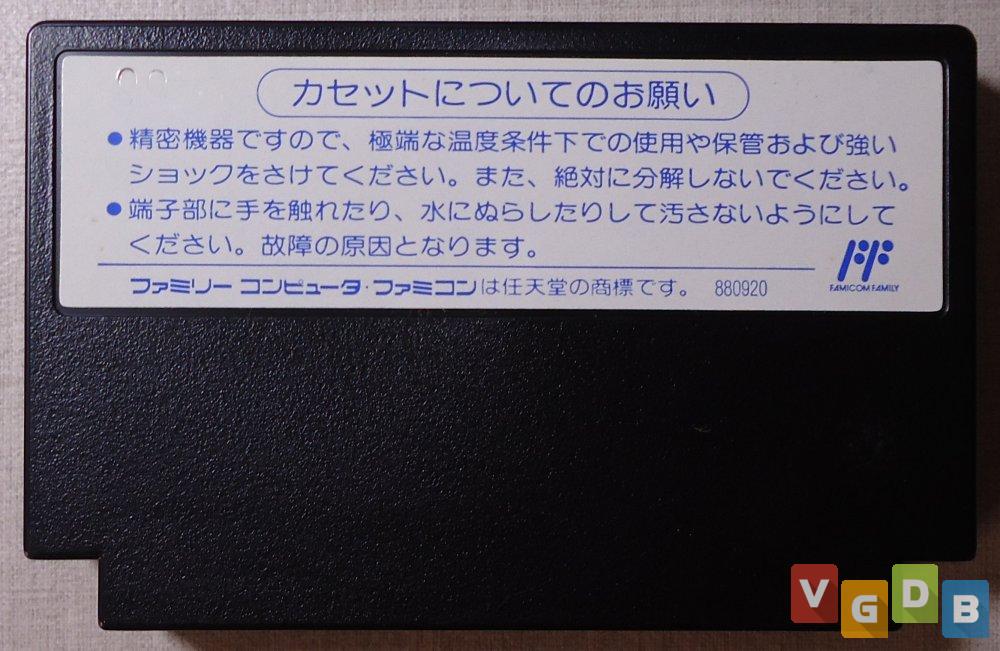 カセットについてのお願い
●精密機器ですので、極端な温度条件下での使用や保管および強い
ショックをさけてください。また、絶対に分解しないでください。
●端子部に手を触れたり、水にぬらしたりして汚さないようにして
ください。故障の原因となります。
FAMICOM FAMILY
ファミリー コンピュータ・ファミコンは任天堂の商標です。 880920
VGDB